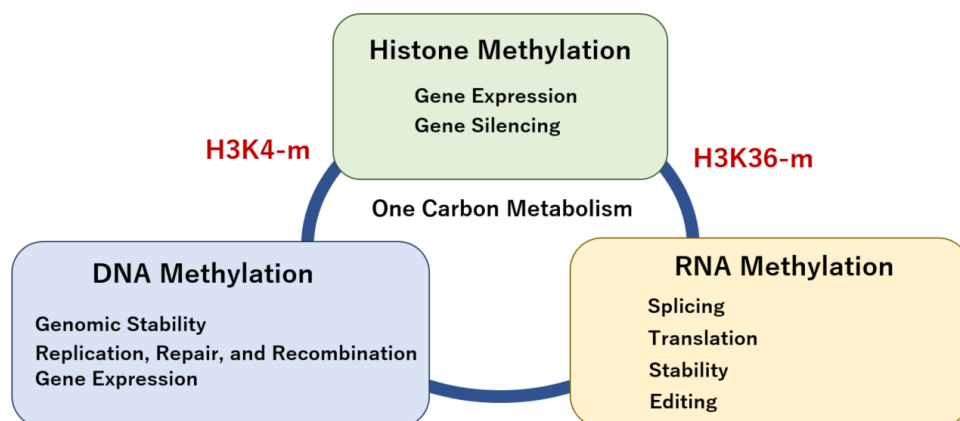 Histone Methylation
Gene Expression
Gene Silencing
H3K4-m
H3K36-m
One Carbon Metabolism
DNA Methylation
Genomic Stability
Replication, Repair, and Recombination
Gene Expression
RNA Methylation
Splicing
Translation
Stability
Editing